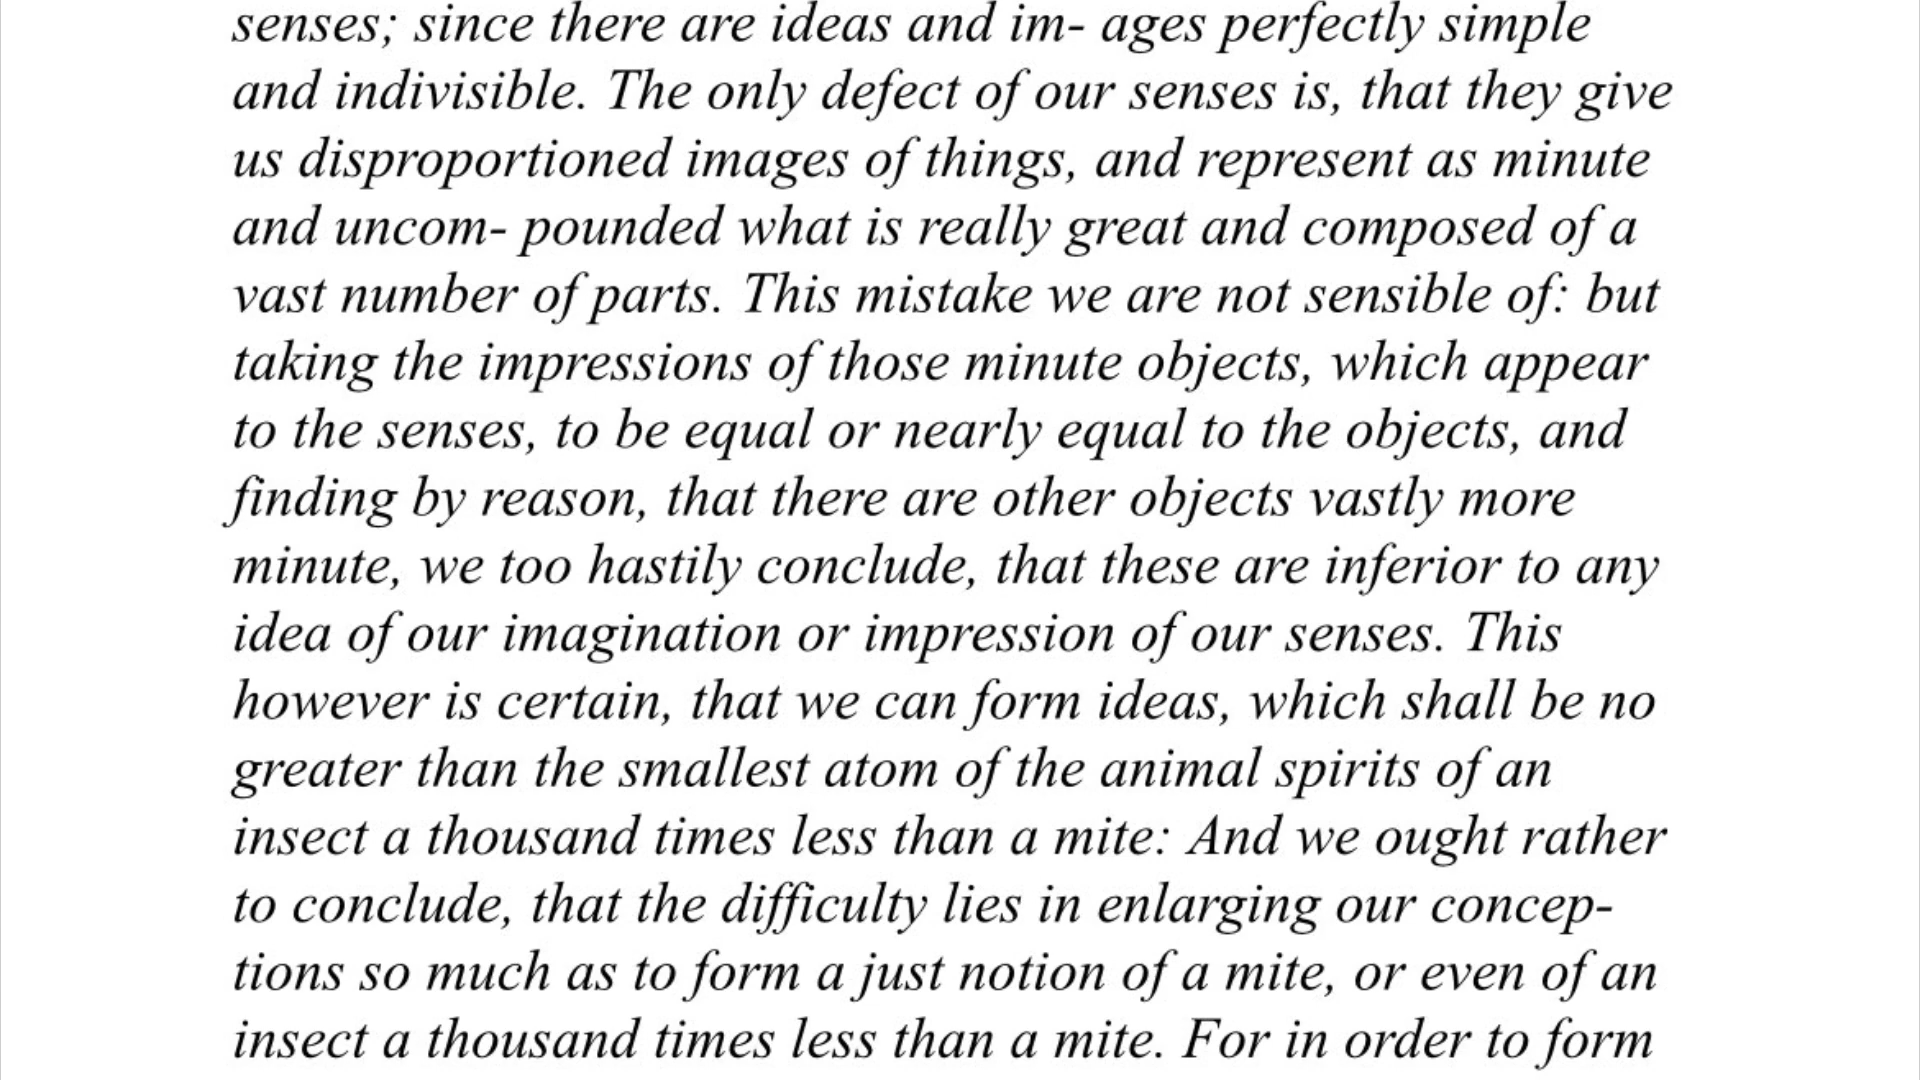 senses; since there are ideas and im- ages perfectly simple
and indivisible. The only defect of our senses is, that they give
us disproportioned images of things, and represent as minute
and uncom- pounded what is really great and composed of a
vast number of parts. This mistake we are not sensible of: but
taking the impressions of those minute objects, which appear
to the senses, to be equal or nearly equal to the objects, and
finding by reason, that there are other objects vastly more
minute, we too hastily conclude, that these are inferior to any
idea of our imagination or impression of our senses. This
however is certain, that we can form ideas, which shall be no
greater than the smallest atom of the animal spirits of an
insect a thousand times less than a mite: And we ought rather
to conclude, that the difficulty lies in enlarging our concep-
tions so much as to form a just notion of a mite, or even of an
insect a thousand times less than a mite. For in order to form